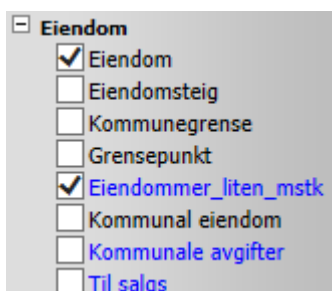 Eiendom
Eiendom
Eiendomsteig
Kommunegrense
Grensepunkt
Eiendommer_liten_mstk
Kommunal eiendom
Kommunale avgifter
Til salgs